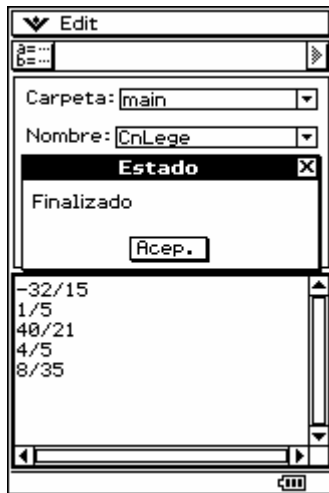 Edit
a=
b=
Carpeta: main
Nombre: CnLege
Estado
Finalizado
Acep.
-32/15
1/5
40/21
4/5
8/35